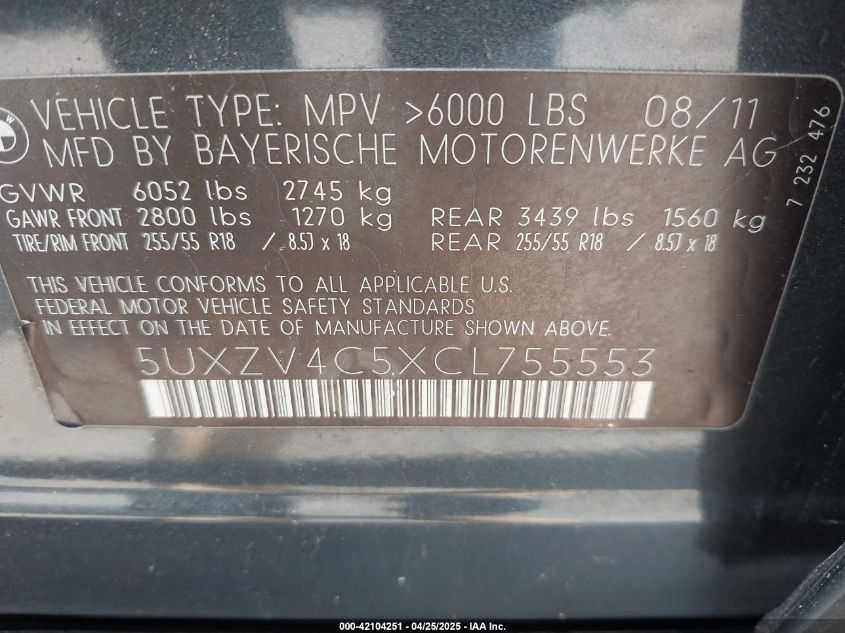 VEHICLE TYPE: MPV >6000 LBS 08/11
MFD BY BAYERISCHE MOTORENWERKE AG
GVWR 6052 lbs 2745 kg
GAWR FRONT 2800 lbs 1270 kg REAR 3439 lbs 1560 kg
TIRE/RIM FRONT 255/55 R18 / 8.5J x 18 REAR 255/55 R18 / 8.5J x 18
THIS VEHICLE CONFORMS TO ALL APPLICABLE U.S.
FEDERAL MOTOR VEHICLE SAFETY STANDARDS
IN EFFECT ON THE DATE OF MANUFACTURE SHOWN ABOVE.
5UXZV4C5XCL755553
7 232 476
000-42104251 - 04/25/2025 - IAA Inc.